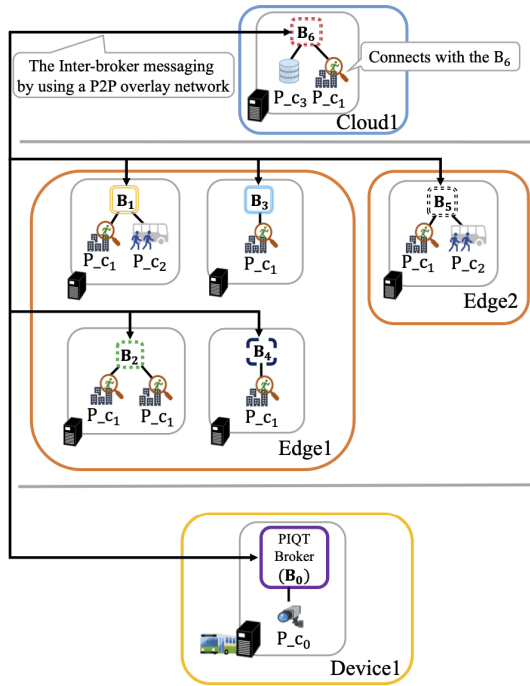 The Inter-broker messaging
by using a P2P overlay network
B₆
Connects with the B₆
P_c₃ P_c₁
Cloud1
B₁ B₃ B₅
P_c₁ P_c₂ P_c₁ P_c₁ P_c₂
Edge2
B₂ B₄
P_c₁ P_c₁ P_c₁
Edge1
PIQT
Broker
(B₀)
P_c₀
Device1